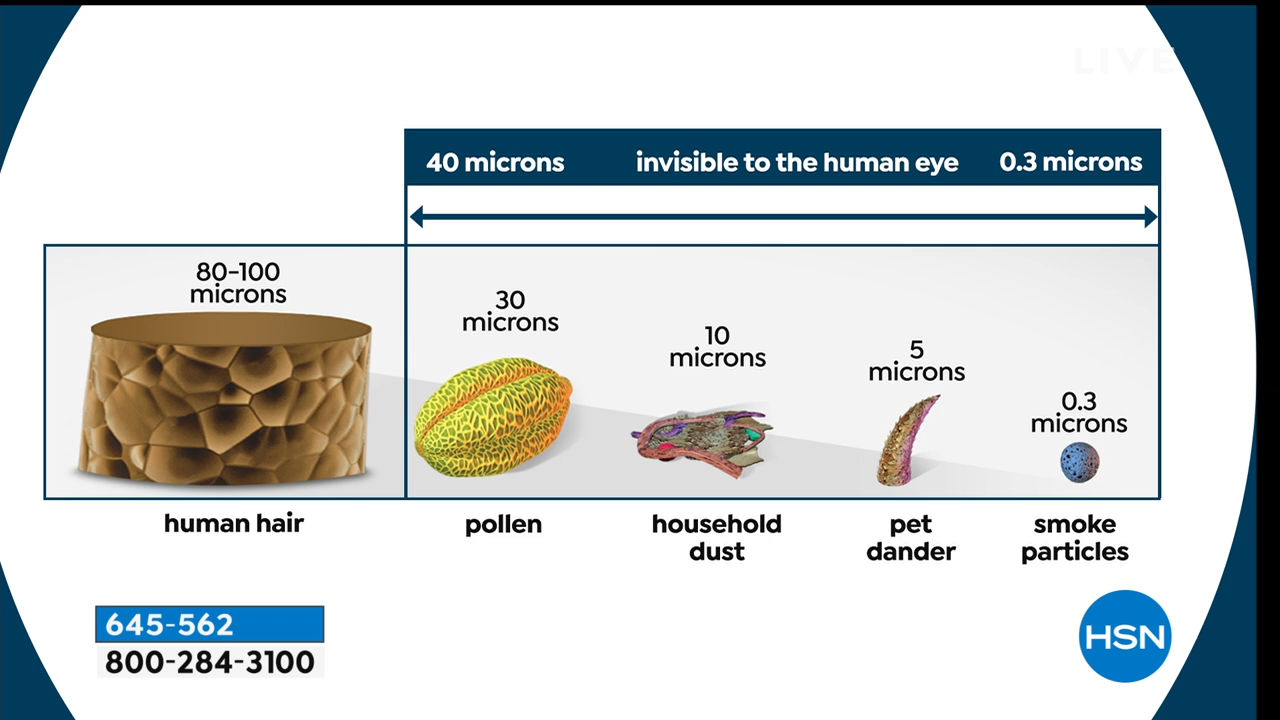 LIVE
40 microns invisible to the human eye 0.3 microns
80-100
microns
30
microns
10
microns
5
microns
0.3
microns
human hair
pollen
household
dust
pet
dander
smoke
particles
645-562
800-284-3100
HSN